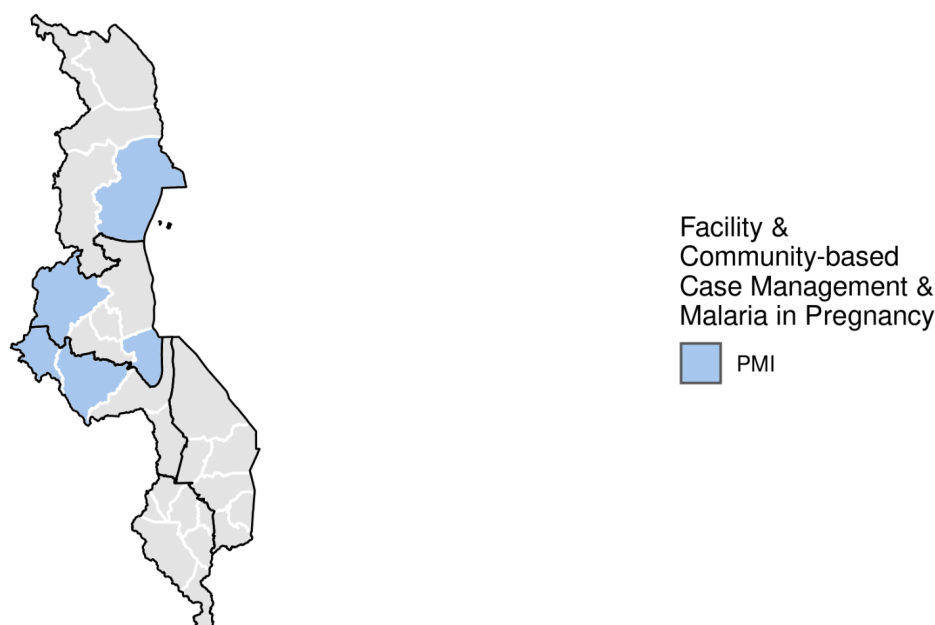 Facility &
Community-based
Case Management &
Malaria in Pregnancy
PMI